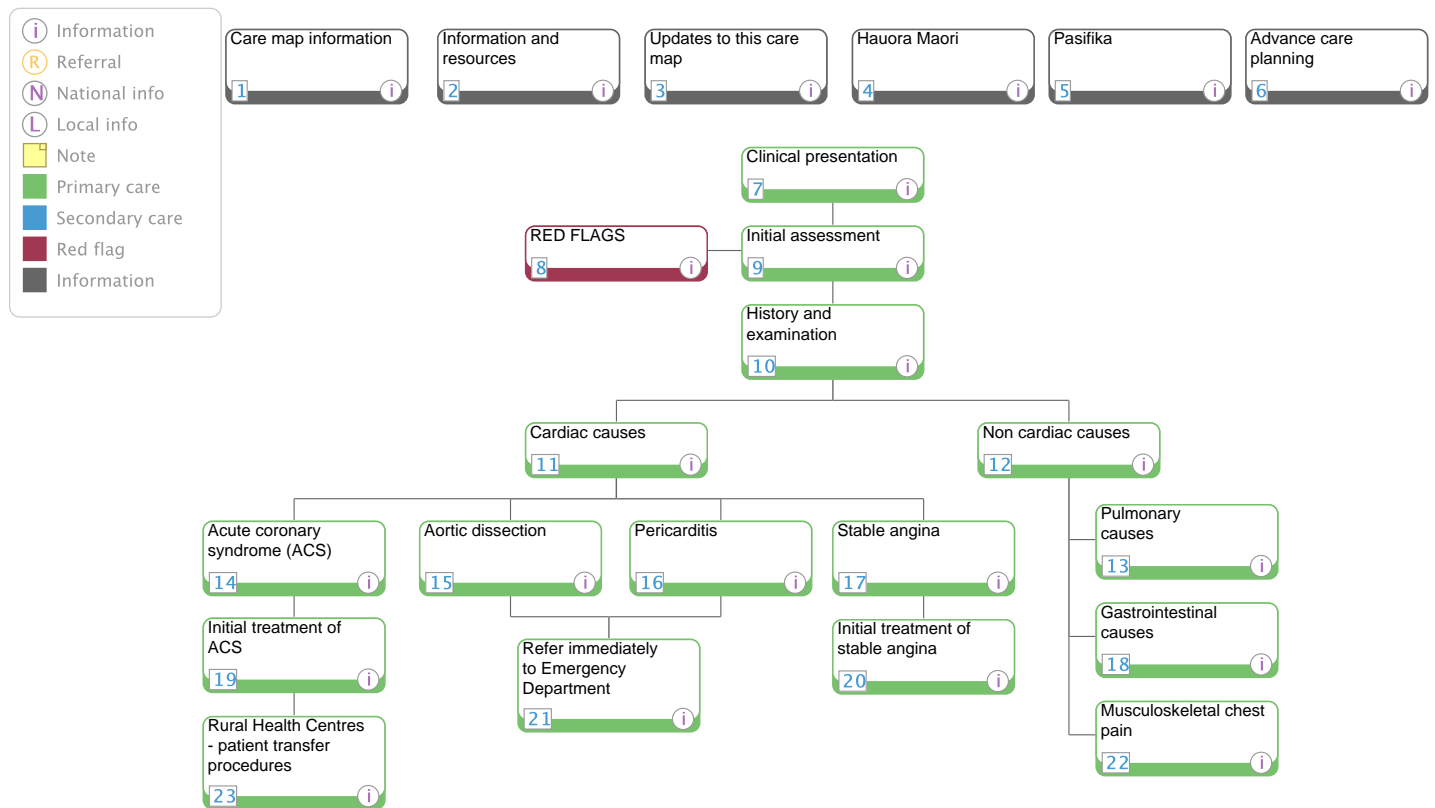 i Information
R Referral
N National info
L Local info
Note
Primary care
Secondary care
Red flag
Information
Care map information
1 i
Information and
resources
2 i
Updates to this care
map
3 i
Hauora Maori
4 i
Pasifika
5 i
Advance care
planning
6 i
Clinical presentation
7 i
RED FLAGS
8 i
Initial assessment
9 i
History and
examination
10 i
Cardiac causes
11 i
Non cardiac causes
12 i
Acute coronary
syndrome (ACS)
14 i
Aortic dissection
15 i
Pericarditis
16 i
Stable angina
17 i
Pulmonary
causes
13 i
Initial treatment of
ACS
19 i
Refer immediately
to Emergency
Department
21 i
Initial treatment of
stable angina
20 i
Gastrointestinal
causes
18 i
Rural Health Centres
- patient transfer
procedures
23 i
Musculoskeletal chest
pain
22 i